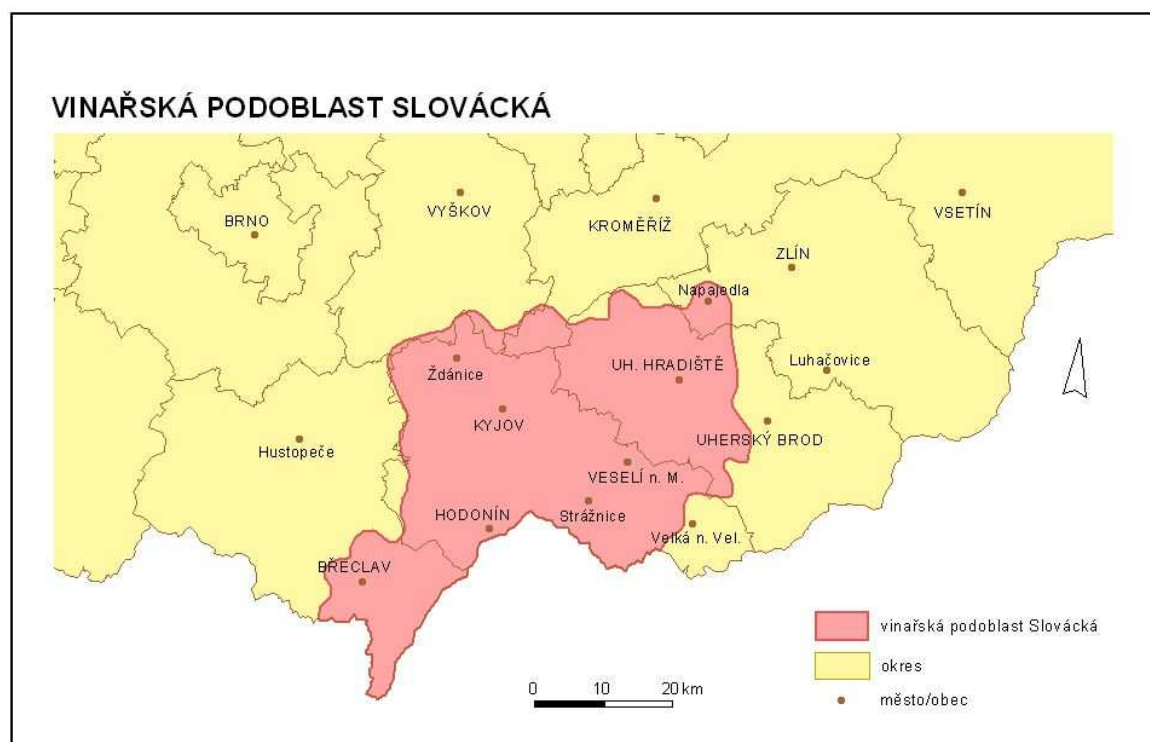 VINAŘSKÁ PODOBLAST SLOVÁCKÁ
BRNO
VYŠKOV
KROMĚŘÍŽ
VSETÍN
ZLÍN
Napajedla
Ždánice
UH. HRADIŠTĚ
Luhačovice
KYJOV
Hustopeče
UHERSKÝ BROD
VESELÍ n. M.
HODONÍN
Strážnice
Velká n. Vel.
BŘECLAV
vinařská podoblast Slovácká
okres
město/obec
0 10 20 km